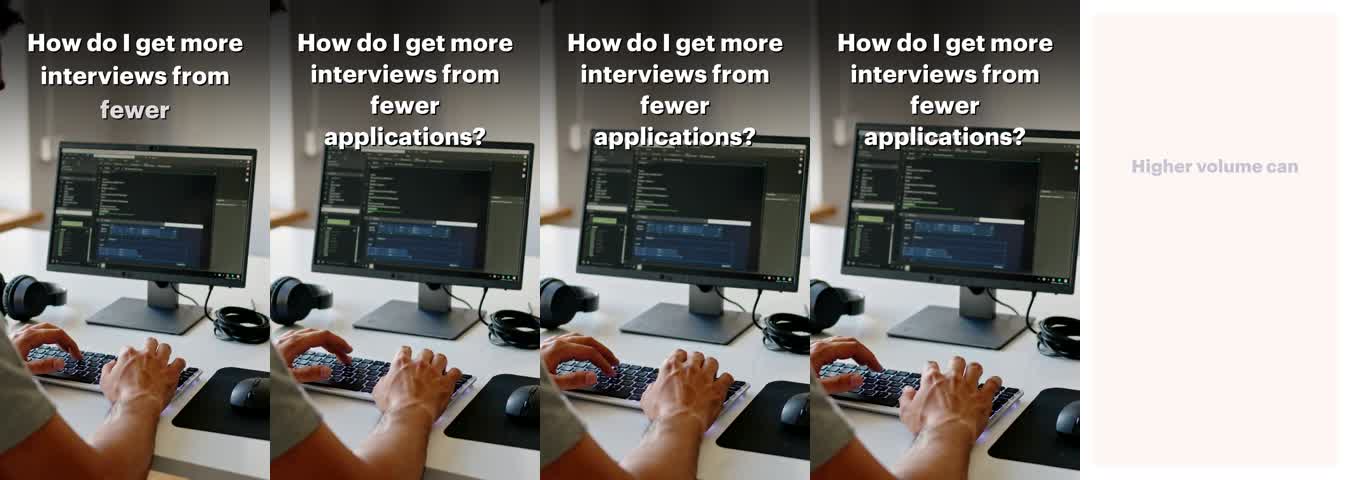 How do I get more
interviews from
fewer
How do I get more
interviews from
fewer
applications?
How do I get more
interviews from
fewer
applications?
How do I get more
interviews from
fewer
applications?
Higher volume can